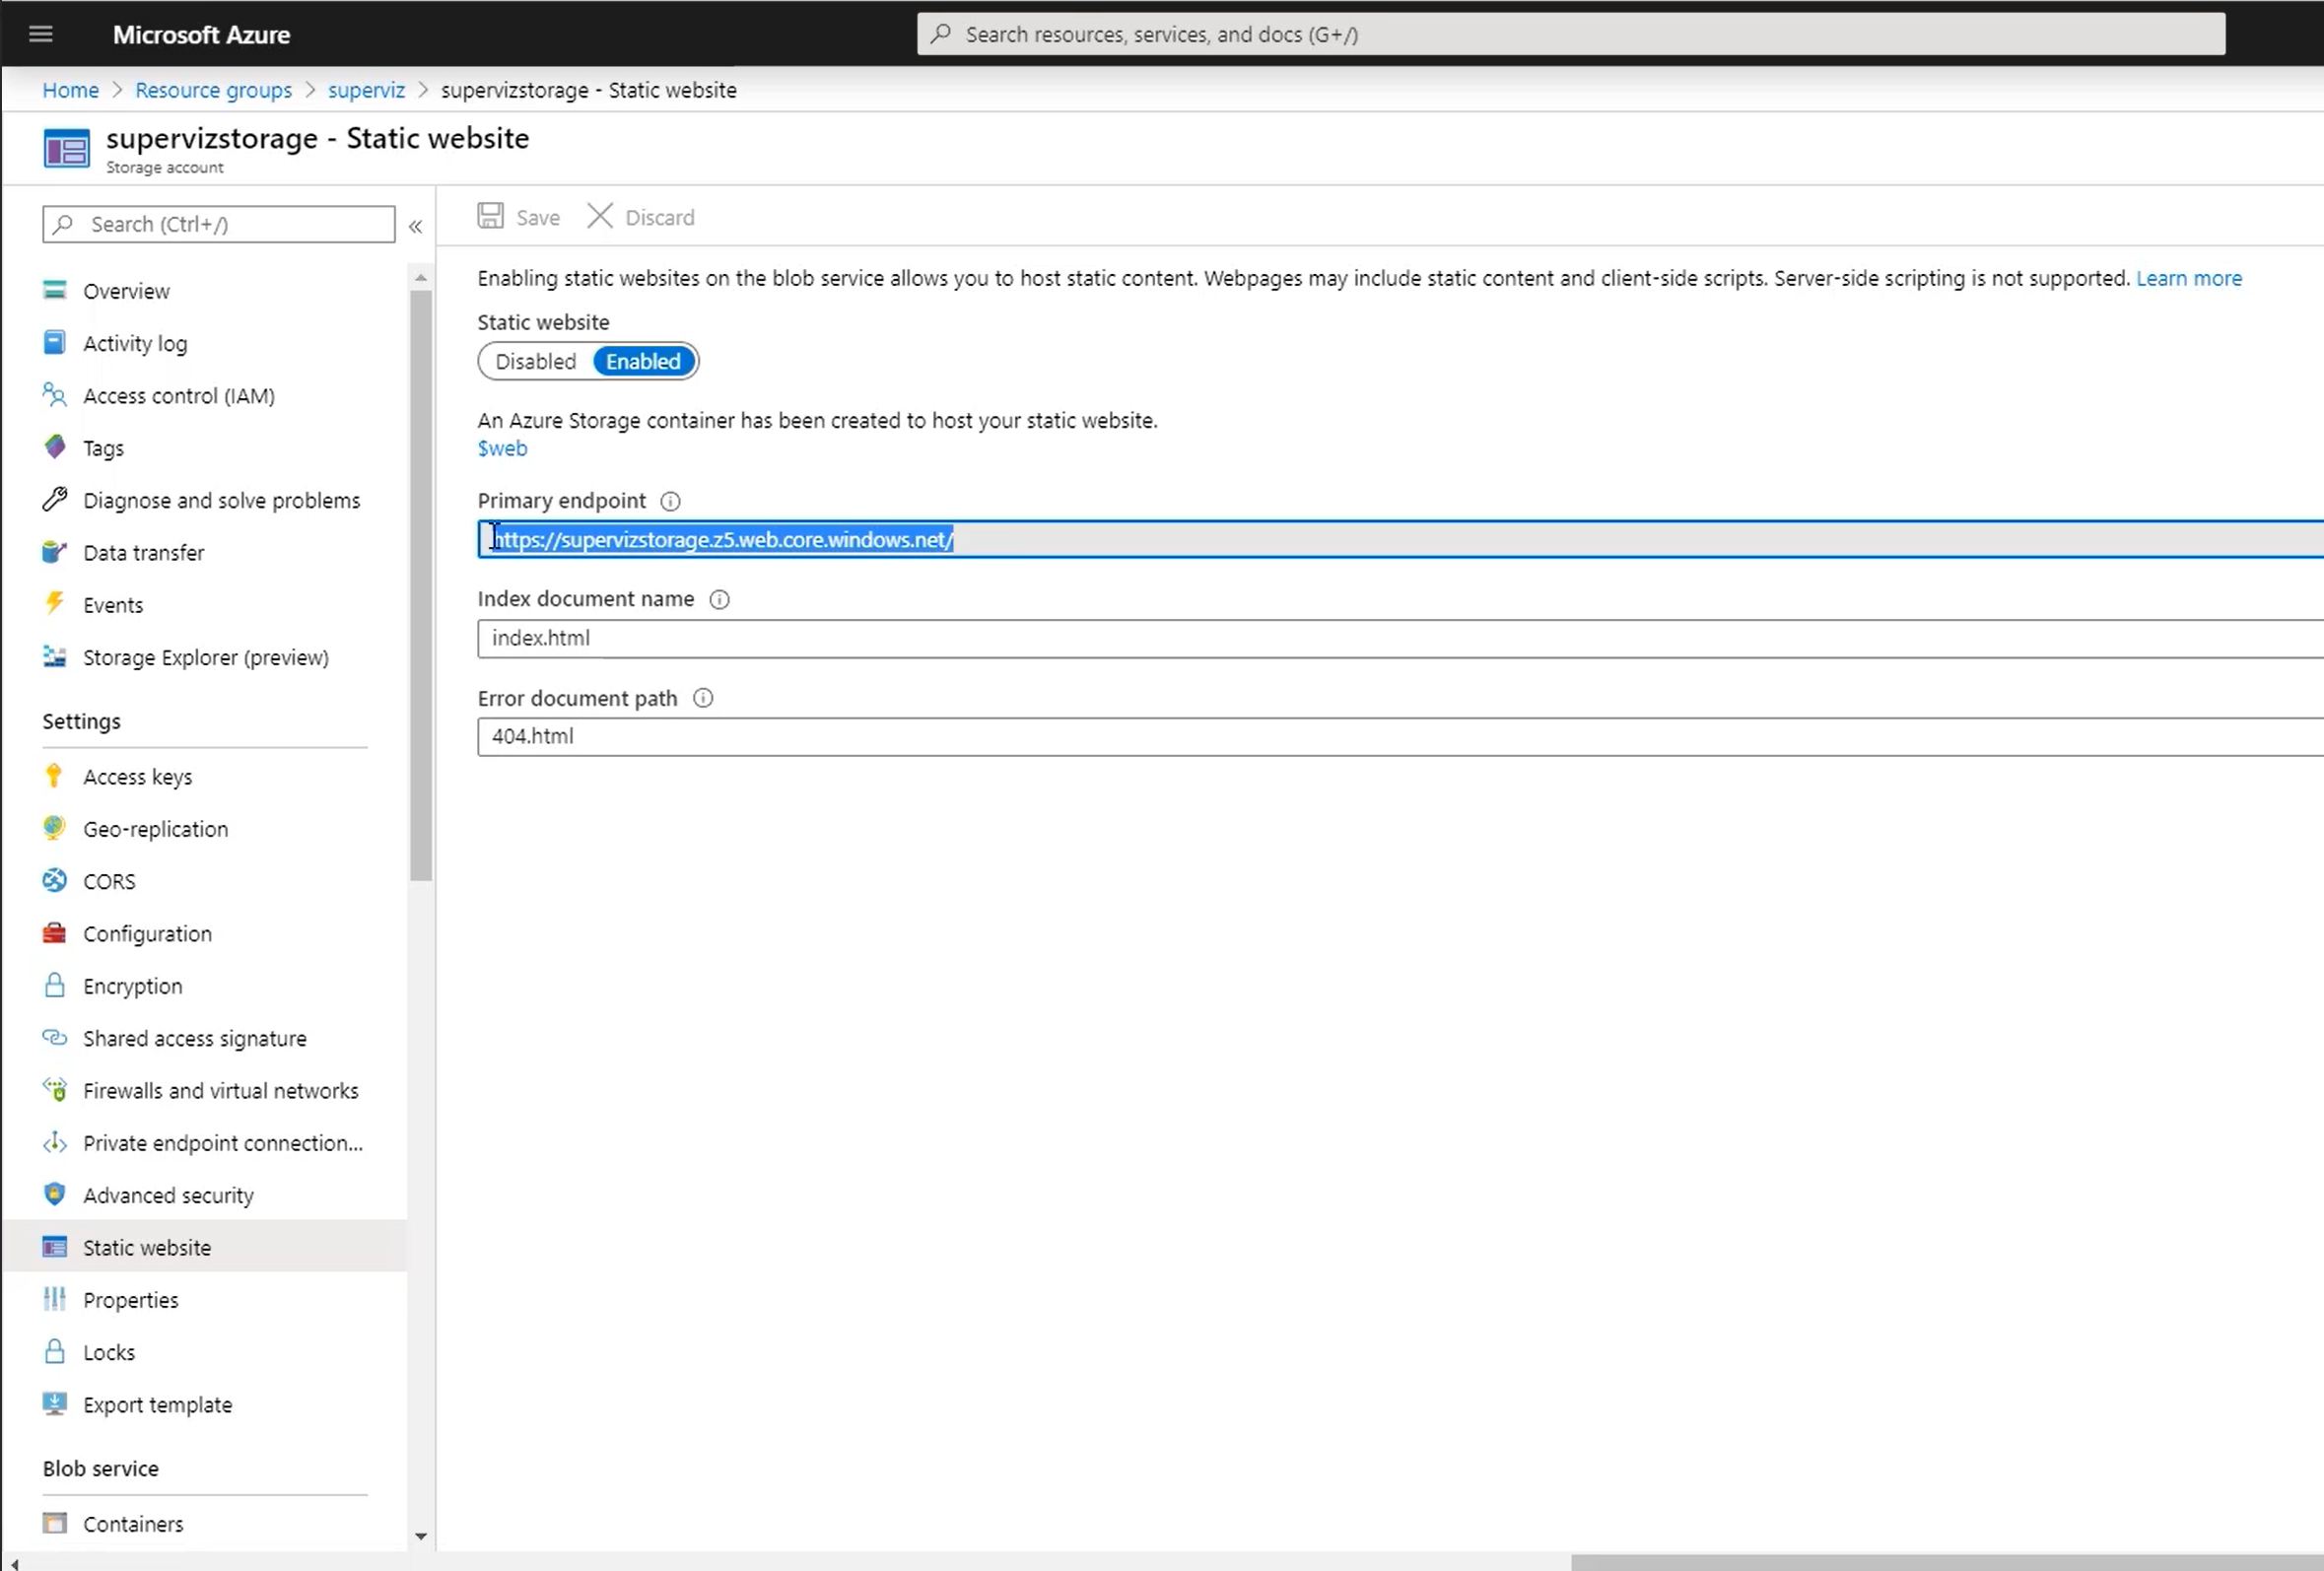 Microsoft Azure
Search resources, services, and docs (G+/)
Home > Resource groups > superviz > supervizstorage - Static website
supervizstorage - Static website
Storage account
Search (Ctrl+/)
«
Overview
Activity log
Access control (IAM)
Tags
Diagnose and solve problems
Data transfer
Events
Storage Explorer (preview)
Settings
Access keys
Geo-replication
CORS
Configuration
Encryption
Shared access signature
Firewalls and virtual networks
Private endpoint connection...
Advanced security
Static website
Properties
Locks
Export template
Blob service
Containers
Save Discard
Enabling static websites on the blob service allows you to host static content. Webpages may include static content and client-side scripts. Server-side scripting is not supported. Learn more
Static website
Disabled Enabled
An Azure Storage container has been created to host your static website.
$web
Primary endpoint
https://supervizstorage.z5.web.core.windows.net/
Index document name
index.html
Error document path
404.html